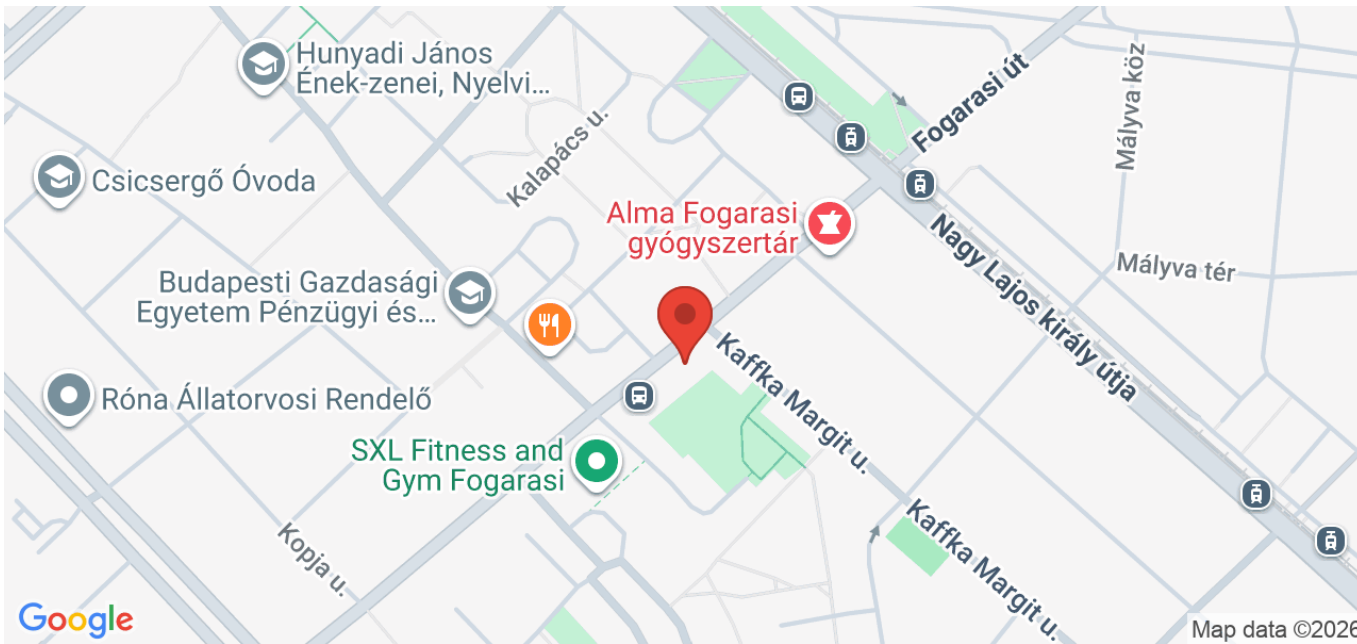 Hunyadi János
Ének-zenei, Nyelvi...
Fogarasi út
Mályva köz
Kalapács u.
Csicsergő Óvoda
Alma Fogarasi
gyógyszertár
Nagy Lajos király útja
Mályva tér
Budapesti Gazdasági
Egyetem Pénzügyi és...
Kaffka Margit u.
Róna Állatorvosi Rendelő
SXL Fitness and
Gym Fogarasi
Kopja u.
Kaffka Margit u.
Google
Map data ©2026